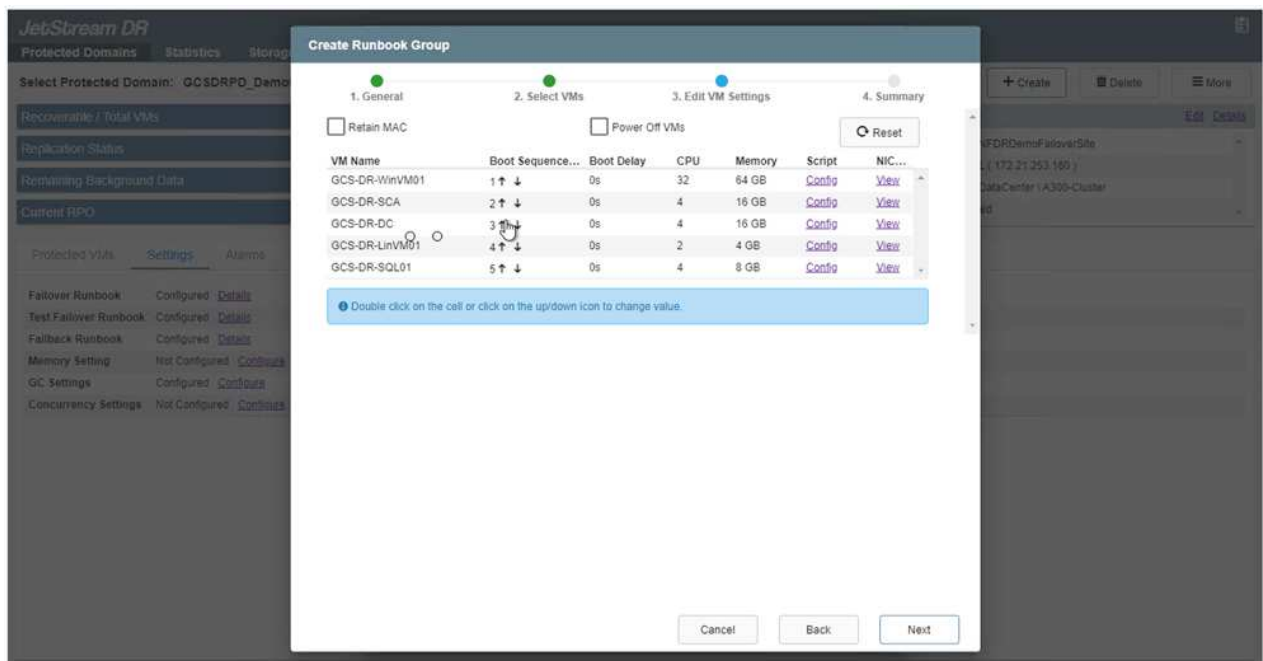 JetStream DR
Protected Domains Statistics Storag
Select Protected Domain: GCSDRPD_Demo
+ Create Delete More
Recoverable / Total VMs
Edit Details
Replication Status
Remaining Background Data
Current RPO
( 172.21.253.160 )
Protected VMs Settings Alarms
Failover Runbook Configured Details
Test Failover Runbook Configured Details
Failback Runbook Configured Details
Memory Setting Not Configured Configure
GC Settings Configured Configure
Concurrency Settings Not Configured Configure
Create Runbook Group
1. General 2. Select VMs 3. Edit VM Settings 4. Summary
Retain MAC Power Off VMs Reset
VM Name Boot Sequence... Boot Delay CPU Memory Script NIC...
GCS-DR-WinVM01 1 ↑ ↓ 0s 32 64 GB Config View
GCS-DR-SCA 2 ↑ ↓ 0s 4 16 GB Config View
GCS-DR-DC 3 ↑ ↓ 0s 4 16 GB Config View
GCS-DR-LinVM01 4 ↑ ↓ 0s 2 4 GB Config View
GCS-DR-SQL01 5 ↑ ↓ 0s 4 8 GB Config View
Double click on the cell or click on the up/down icon to change value.
Cancel Back Next